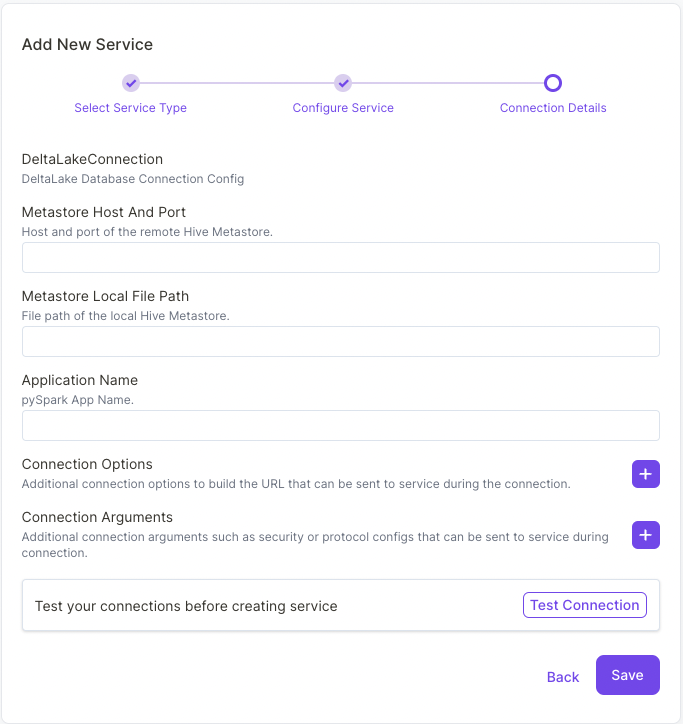 Add New Service
Select Service Type
Configure Service
Connection Details
DeltaLakeConnection
DeltaLake Database Connection Config
Metastore Host And Port
Host and port of the remote Hive Metastore.
Metastore Local File Path
File path of the local Hive Metastore.
Application Name
pySpark App Name.
Connection Options
Additional connection options to build the URL that can be sent to service during the connection.
Connection Arguments
Additional connection arguments such as security or protocol configs that can be sent to service during
connection.
Test your connections before creating service
Test Connection
Back
Save